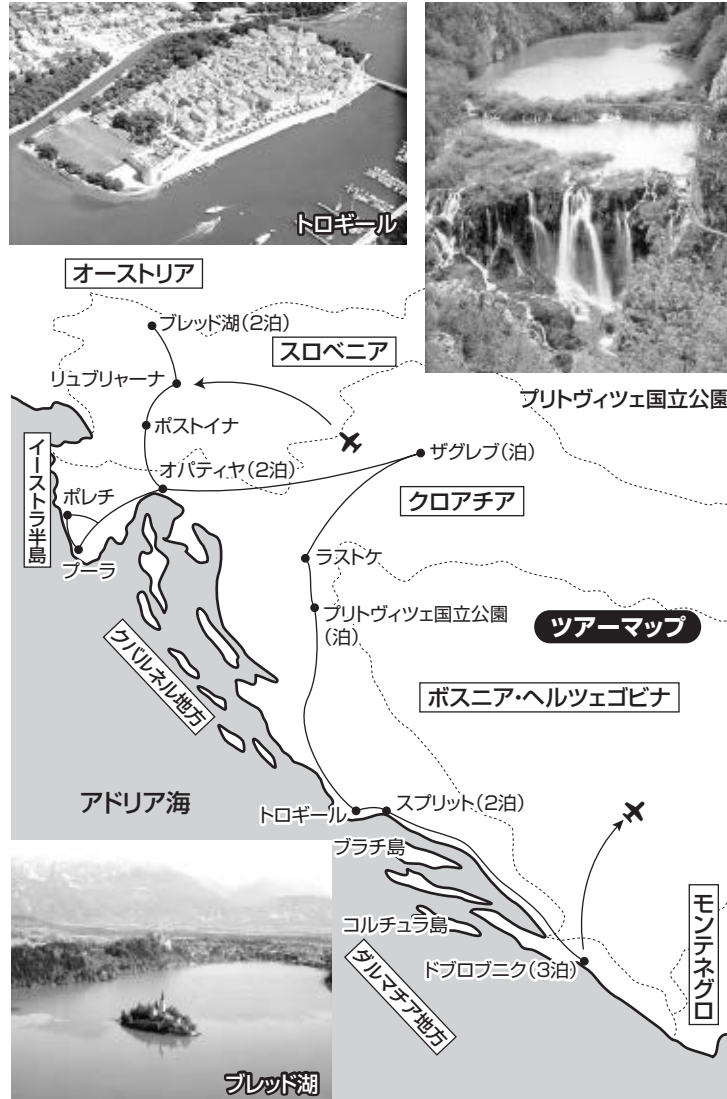 トロギール
オーストリア
ブレッド湖（2泊）
スロベニア
リュブリャーナ
プリトヴィツェ国立公園
ポストイナ
ザグレブ（泊）
イーストラ半島
オパティヤ（2泊）
ポレチ
クロアチア
プーラ
ラストケ
プリトヴィツェ国立公園
（泊）
ツアーマップ
クバルネル地方
ボスニア・ヘルツェゴビナ
アドリア海
トロギール
スプリット（2泊）
ブラチ島
コルチュラ島
モンテネグロ
ダルマチア地方
ドブロブニク（3泊）
ブレッド湖